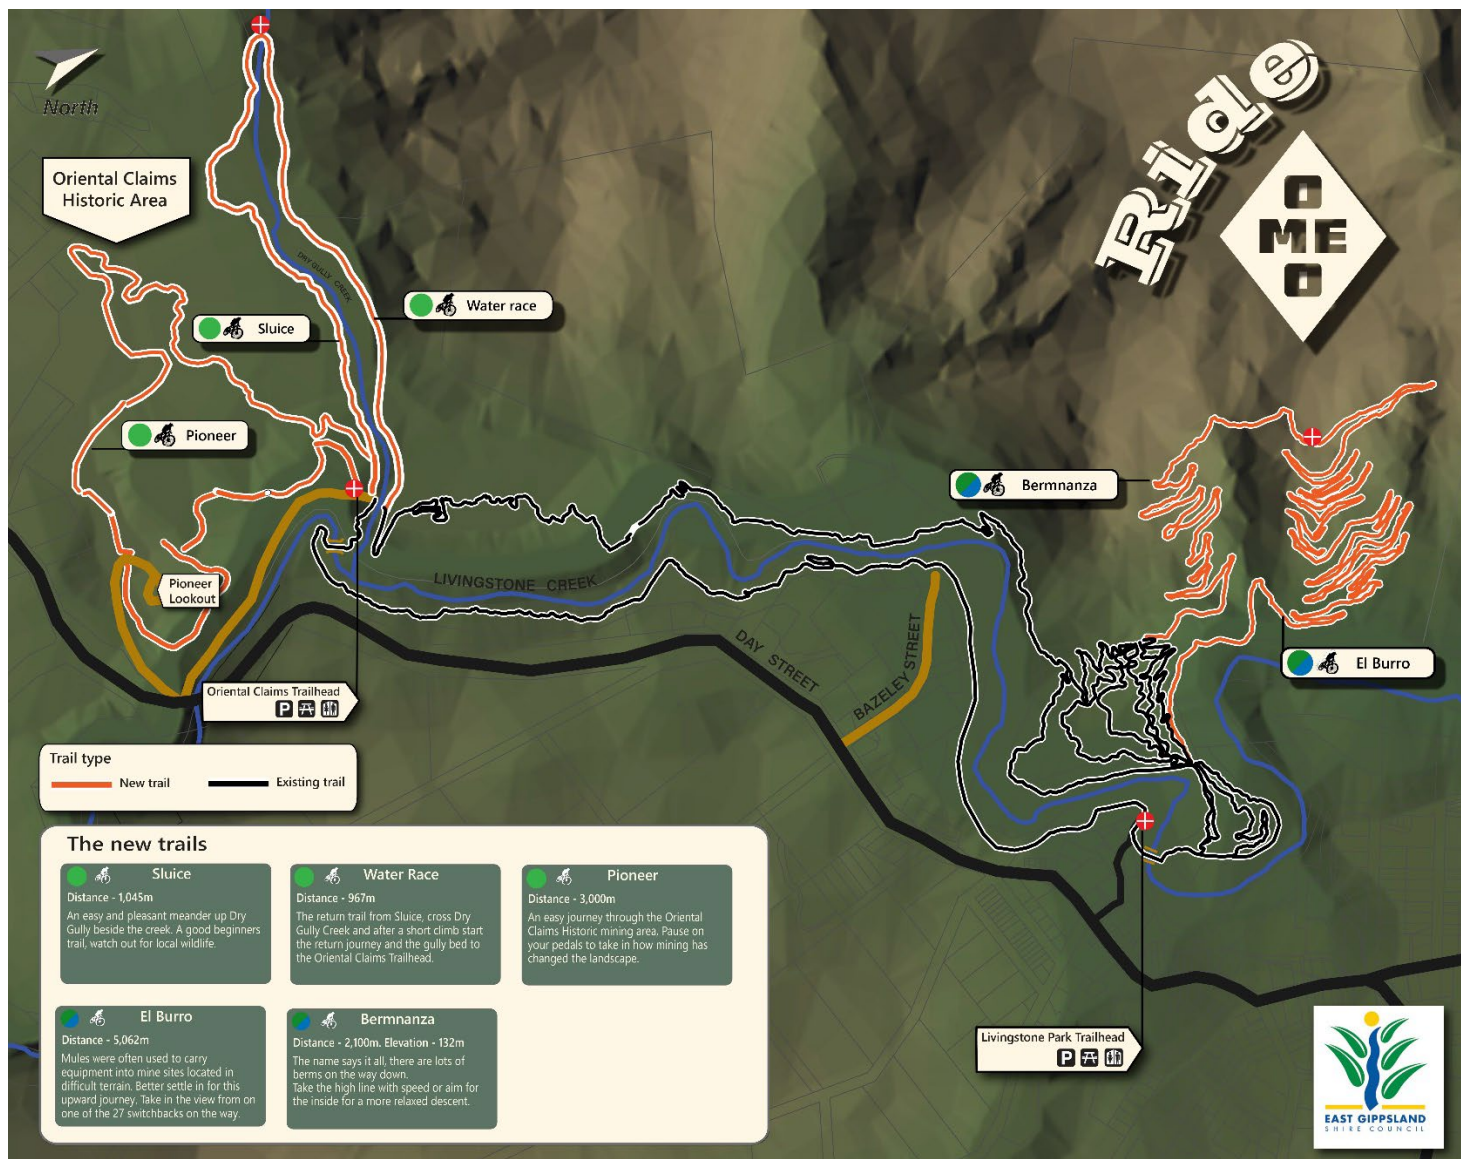 North
Ride
O
ME
O
Oriental Claims
Historic Area
DRY GULLY CREEK
Water race
Sluice
Pioneer
Bermnanza
Pioneer
Lookout
LIVINGSTONE CREEK
DAY STREET
BAZELEY STREET
El Burro
Oriental Claims Trailhead
P
Trail type
New trail
Existing trail
The new trails
Sluice
Distance - 1,045m
An easy and pleasant meander up Dry
Gully beside the creek. A good beginners
trail, watch out for local wildlife.
Water Race
Distance - 967m
The return trail from Sluice, cross Dry
Gully Creek and after a short climb start
the return journey and the gully bed to
the Oriental Claims Trailhead.
Pioneer
Distance - 3,000m
An easy journey through the Oriental
Claims Historic mining area. Pause on
your pedals to take in how mining has
changed the landscape.
El Burro
Distance - 5,062m
Mules were often used to carry
equipment into mine sites located in
difficult terrain. Better settle in for this
upward journey. Take in the view from on
one of the 27 switchbacks on the way.
Bermnanza
Distance - 2,100m. Elevation - 132m
The name says it all, there are lots of
berms on the way down.
Take the high line with speed or aim for
the inside for a more relaxed descent.
Livingstone Park Trailhead
P
EAST GIPPSLAND
SHIRE COUNCIL